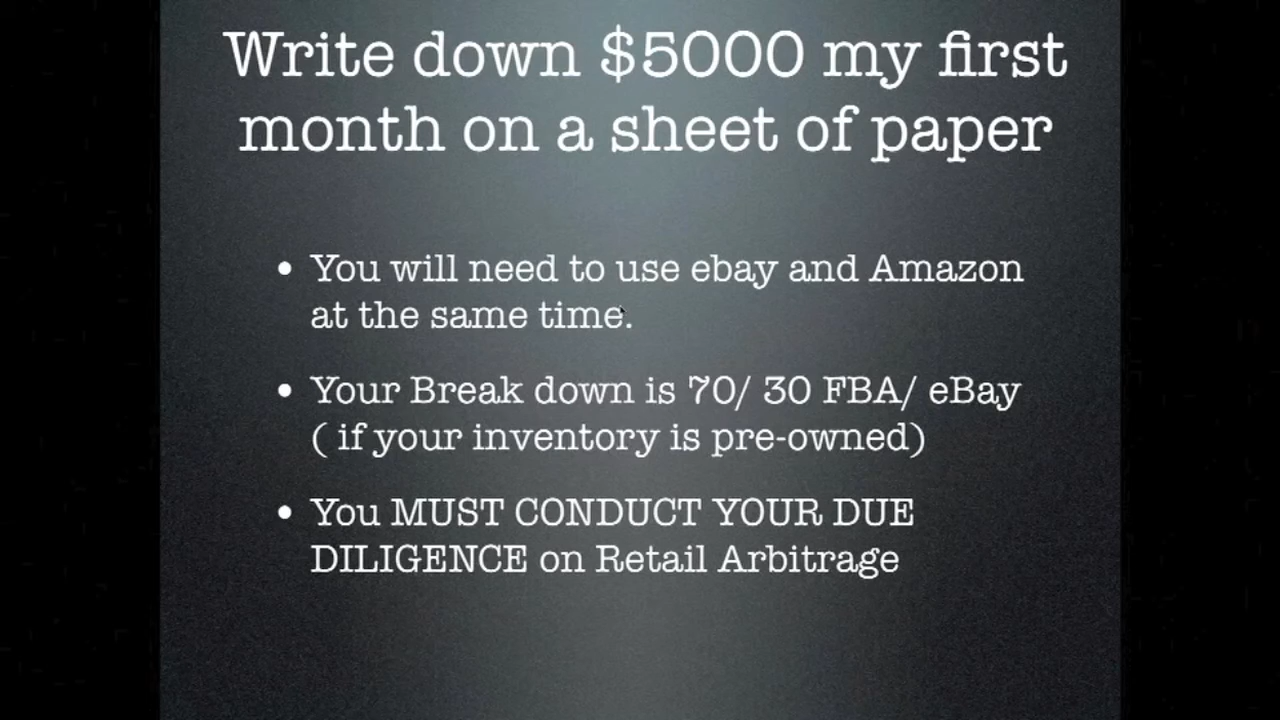 Write down $5000 my first
month on a sheet of paper
• You will need to use ebay and Amazon
at the same time.
• Your Break down is 70/ 30 FBA/ eBay
( if your inventory is pre-owned)
• You MUST CONDUCT YOUR DUE
DILIGENCE on Retail Arbitrage